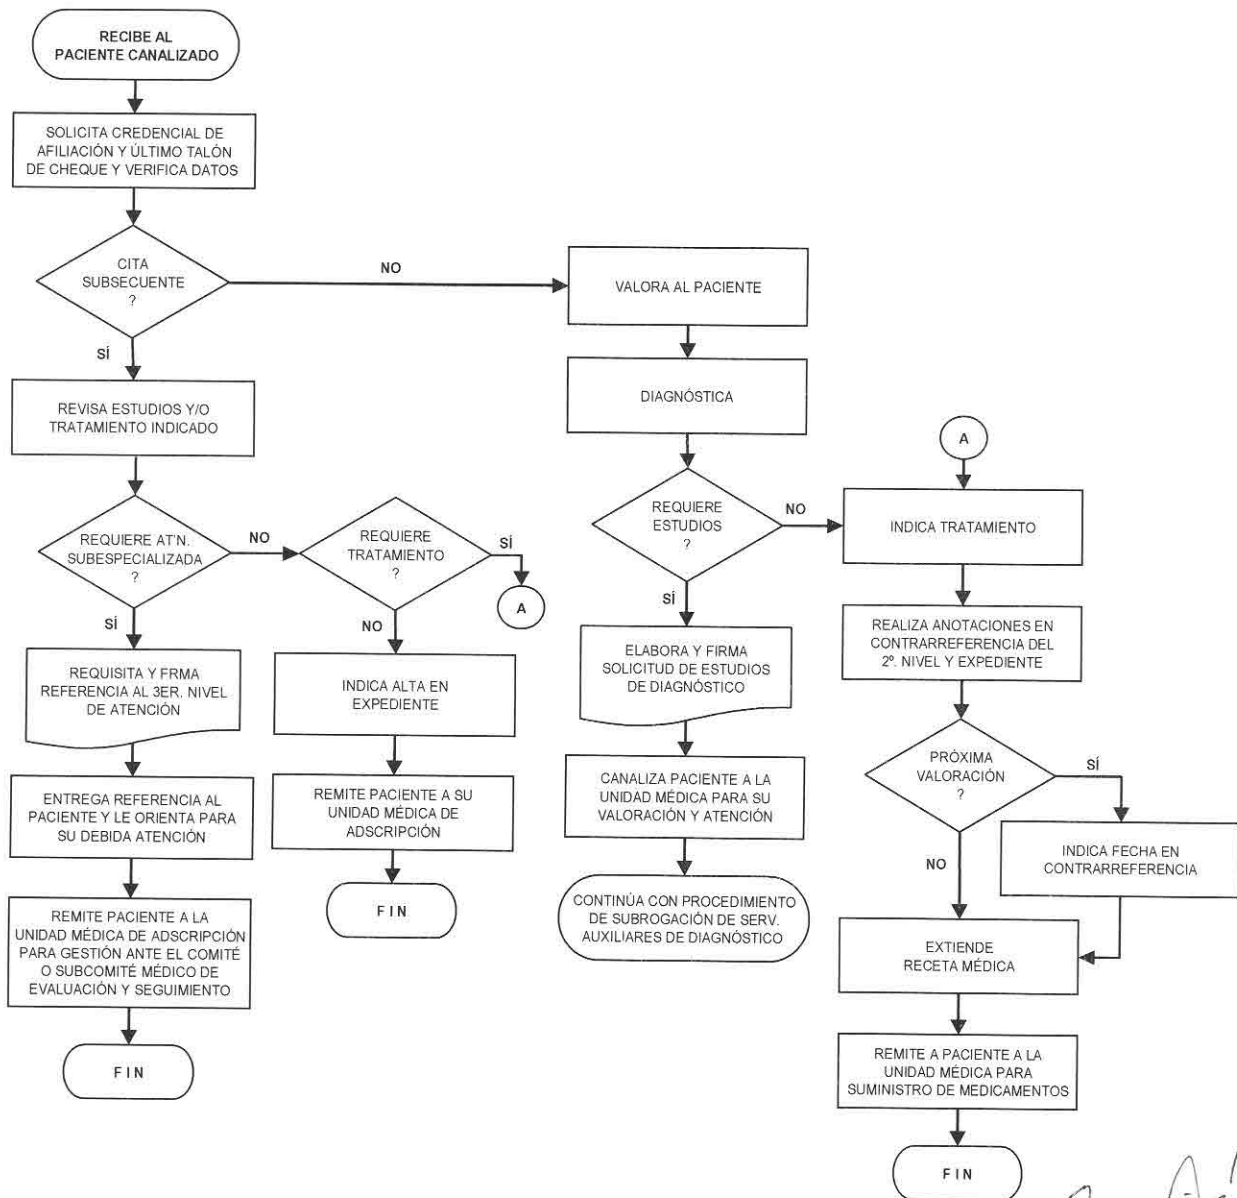 RECIBE AL
PACIENTE CANALIZADO
SOLICITA CREDENCIAL DE
AFILIACIÓN Y ÚLTIMO TALÓN
DE CHEQUE Y VERIFICA DATOS
CITA
SUBSECUENTE
?
NO
SÍ
REVISA ESTUDIOS Y/O
TRATAMIENTO INDICADO
REQUIERE AT'N.
SUBESPECIALIZADA
?
NO
SÍ
REQUISITA Y FRMA
REFERENCIA AL 3ER. NIVEL
DE ATENCIÓN
ENTREGA REFERENCIA AL
PACIENTE Y LE ORIENTA PARA
SU DEBIDA ATENCIÓN
REMITE PACIENTE A LA
UNIDAD MÉDICA DE ADSCRIPCIÓN
PARA GESTIÓN ANTE EL COMITÉ
O SUBCOMITÉ MÉDICO DE
EVALUACIÓN Y SEGUIMIENTO
F I N
REQUIERE
TRATAMIENTO
?
SÍ
A
NO
INDICA ALTA EN
EXPEDIENTE
REMITE PACIENTE A SU
UNIDAD MÉDICA DE
ADSCRIPCIÓN
F I N
VALORA AL PACIENTE
DIAGNÓSTICA
REQUIERE
ESTUDIOS
?
NO
SÍ
ELABORA Y FIRMA
SOLICITUD DE ESTUDIOS
DE DIAGNÓSTICO
CANALIZA PACIENTE A LA
UNIDAD MÉDICA PARA SU
VALORACIÓN Y ATENCIÓN
CONTINÚA CON PROCEDIMIENTO
DE SUBROGACIÓN DE SERV.
AUXILIARES DE DIAGNÓSTICO
A
INDICA TRATAMIENTO
REALIZA ANOTACIONES EN
CONTRARREFERENCIA DEL
2º. NIVEL Y EXPEDIENTE
PRÓXIMA
VALORACIÓN
?
SÍ
NO
INDICA FECHA EN
CONTRARREFERENCIA
EXTIENDE
RECETA MÉDICA
REMITE A PACIENTE A LA
UNIDAD MÉDICA PARA
SUMINISTRO DE MEDICAMENTOS
F I N